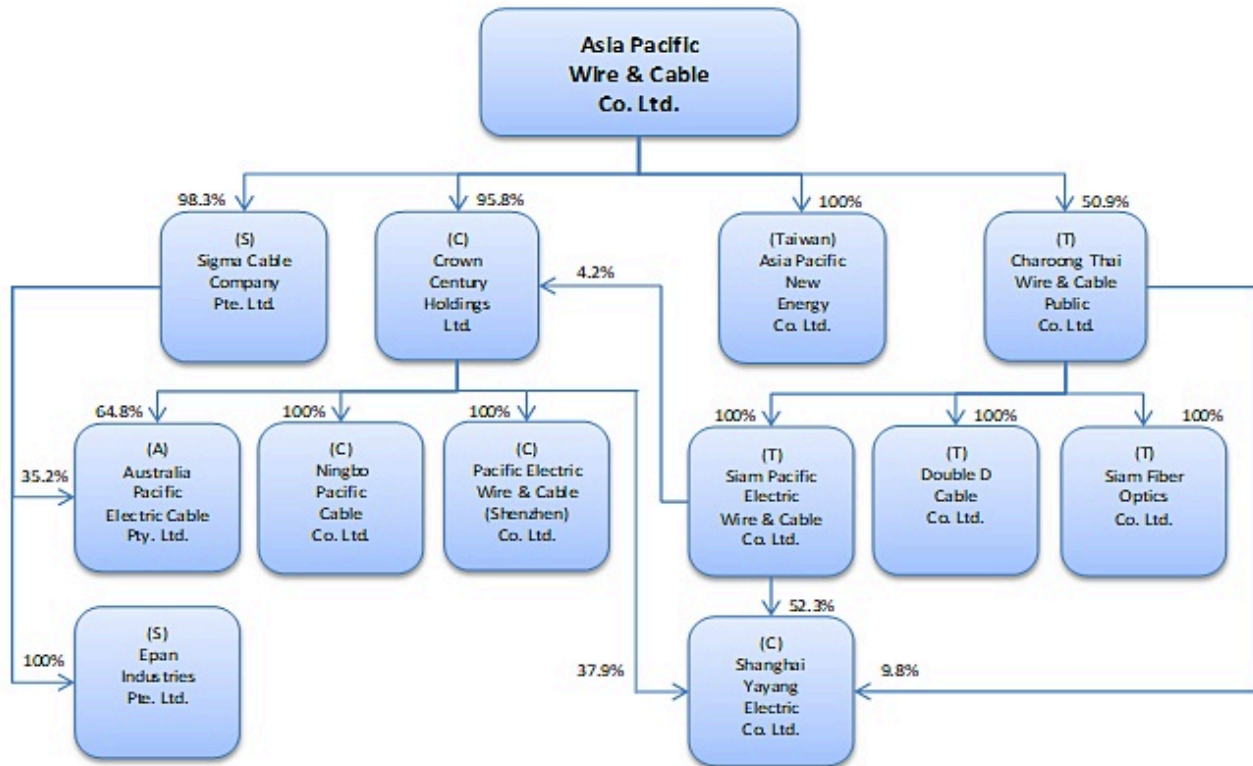 Asia Pacific
Wire & Cable
Co. Ltd.
98.3%
95.8%
100%
50.9%
(S)
Sigma Cable
Company
Pte. Ltd.
(C)
Crown
Century
Holdings
Ltd.
4.2%
(Taiwan)
Asia Pacific
New
Energy
Co. Ltd.
(T)
Charoong Thai
Wire & Cable
Public
Co. Ltd.
64.8%
100%
100%
100%
100%
100%
35.2%
(A)
Australia
Pacific
Electric Cable
Pty. Ltd.
(C)
Ningbo
Pacific
Cable
Co. Ltd.
(C)
Pacific Electric
Wire & Cable
(Shenzhen)
Co. Ltd.
(T)
Siam Pacific
Electric
Wire & Cable
Co. Ltd.
(T)
Double D
Cable
Co. Ltd.
(T)
Siam Fiber
Optics
Co. Ltd.
52.3%
100%
(S)
Epan
Industries
Pte. Ltd.
37.9%
(C)
Shanghai
Yayang
Electric
Co. Ltd.
9.8%